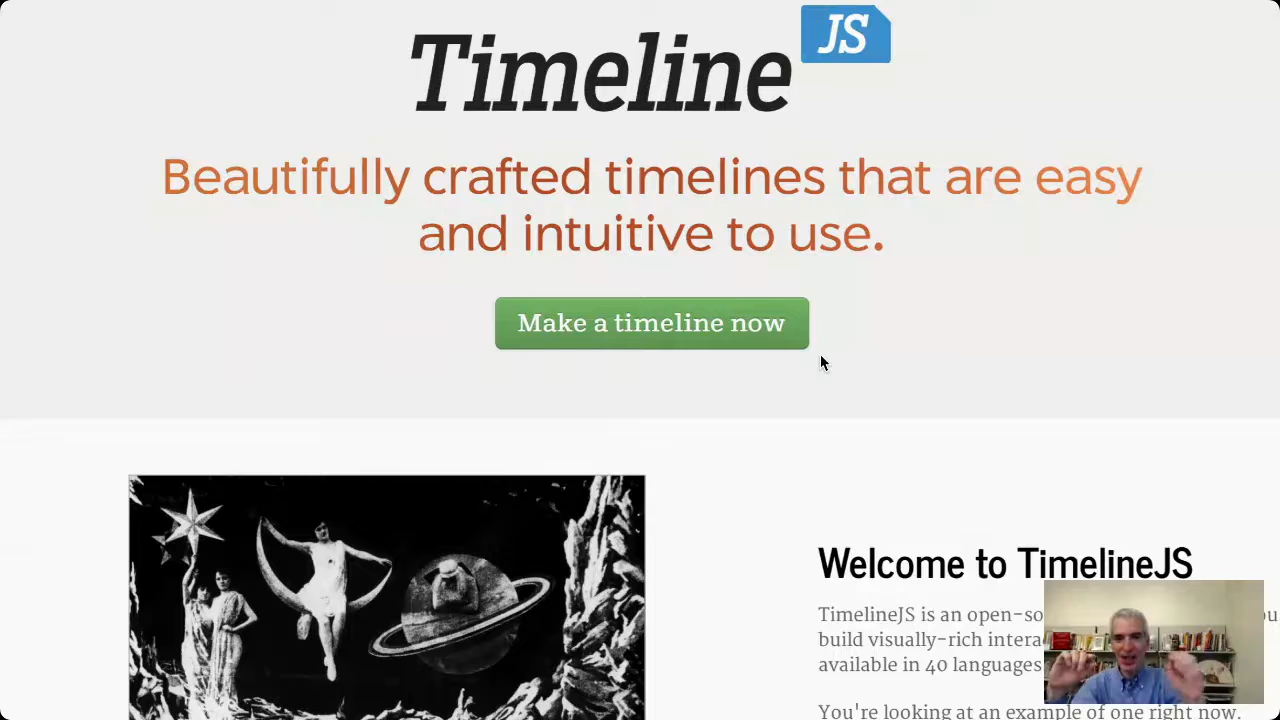 Timeline JS
Beautifully crafted timelines that are easy
and intuitive to use.
Make a timeline now
Welcome to TimelineJS
TimelineJS is an open-so
build visually-rich intera
available in 40 languages
You're looking at an example of one right now.